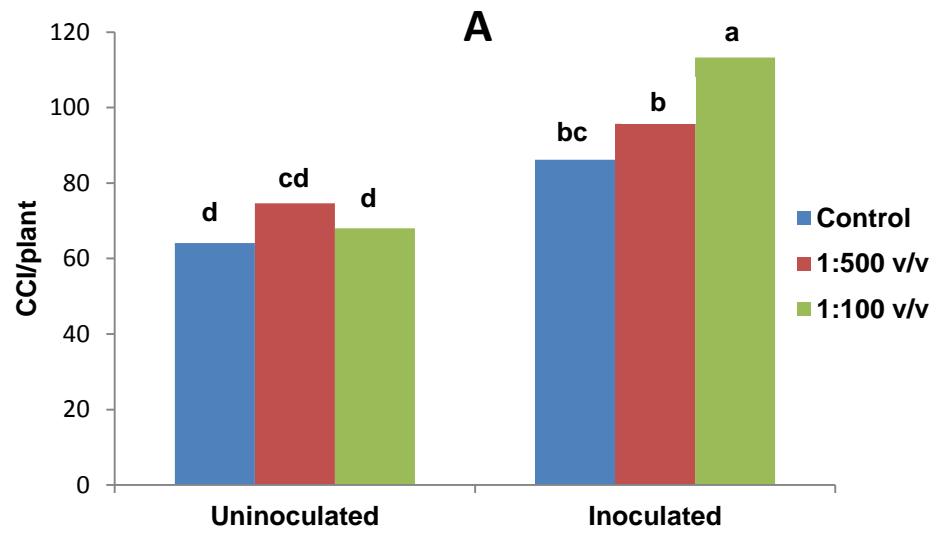 A
120
100
80
60
40
20
0
CCI/plant
d
cd
d
bc
b
a
Uninoculated
Inoculated
Control
1:500 v/v
1:100 v/v